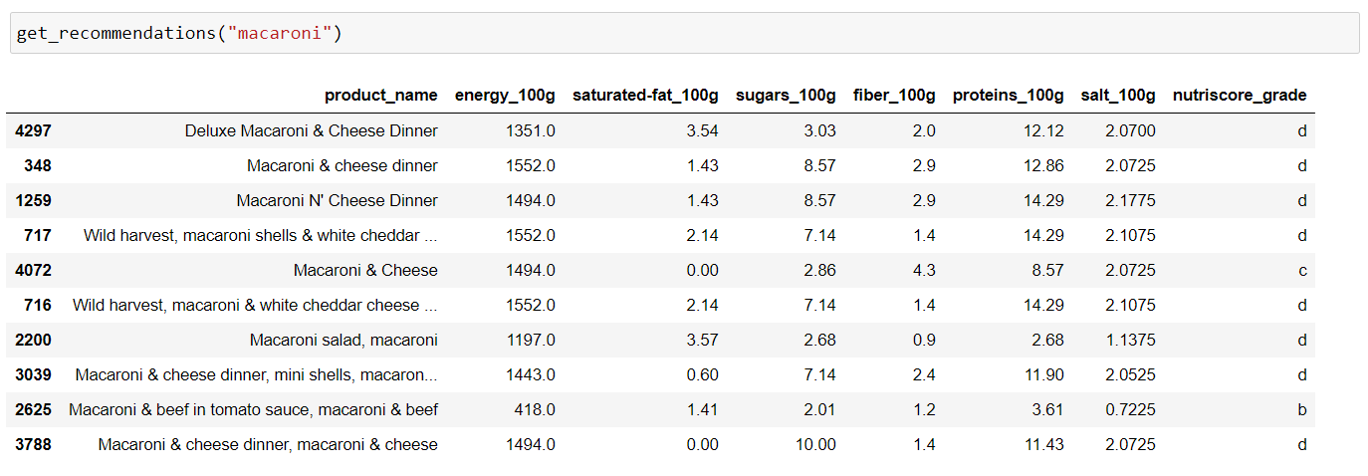 get_recommendations("macaroni")
product_name energy_100g saturated-fat_100g sugars_100g fiber_100g proteins_100g salt_100g nutriscore_grade
4297 Deluxe Macaroni & Cheese Dinner 1351.0 3.54 3.03 2.0 12.12 2.0700 d
348 Macaroni & cheese dinner 1552.0 1.43 8.57 2.9 12.86 2.0725 d
1259 Macaroni N' Cheese Dinner 1494.0 1.43 8.57 2.9 14.29 2.1775 d
717 Wild harvest, macaroni shells & white cheddar ... 1552.0 2.14 7.14 1.4 14.29 2.1075 d
4072 Macaroni & Cheese 1494.0 0.00 2.86 4.3 8.57 2.0725 c
716 Wild harvest, macaroni & white cheddar cheese ... 1552.0 2.14 7.14 1.4 14.29 2.1075 d
2200 Macaroni salad, macaroni 1197.0 3.57 2.68 0.9 2.68 1.1375 d
3039 Macaroni & cheese dinner, mini shells, macaron... 1443.0 0.60 7.14 2.4 11.90 2.0525 d
2625 Macaroni & beef in tomato sauce, macaroni & beef 418.0 1.41 2.01 1.2 3.61 0.7225 b
3788 Macaroni & cheese dinner, macaroni & cheese 1494.0 0.00 10.00 1.4 11.43 2.0725 d